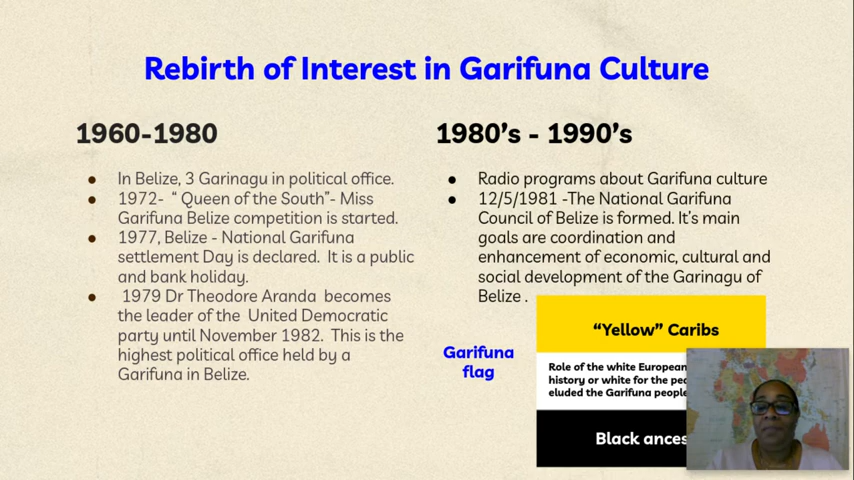 Rebirth of Interest in Garifuna Culture
1960-1980
● In Belize, 3 Garinagu in political office.
● 1972- “ Queen of the South”- Miss
Garifuna Belize competition is started.
● 1977, Belize - National Garifuna
settlement Day is declared. It is a public
and bank holiday.
● 1979 Dr Theodore Aranda becomes
the leader of the United Democratic
party until November 1982. This is the
highest political office held by a
Garifuna in Belize.
1980’s - 1990’s
● Radio programs about Garifuna culture
● 12/5/1981 -The National Garifuna
Council of Belize is formed. It’s main
goals are coordination and
enhancement of economic, cultural and
social development of the Garinagu of
Belize .
Garifuna
flag
“Yellow” Caribs
Role of the white European
history or white for the
eluded the Garifuna people
Black